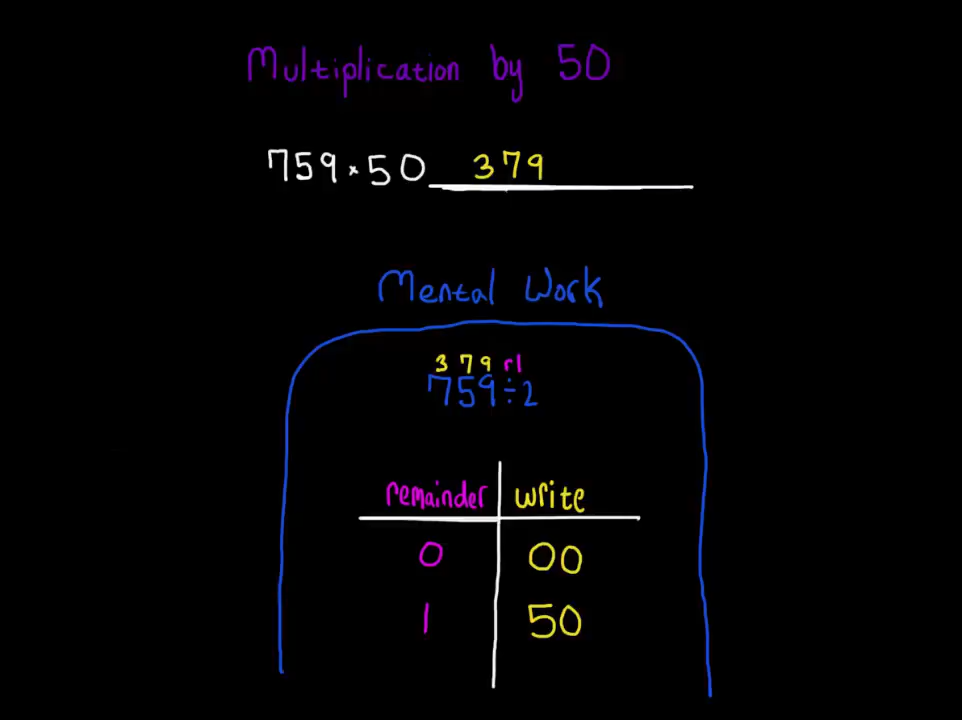 Multiplication by 50
759 × 50 379
Mental Work
379 r1
759 ÷ 2
remainder write
0 00
1 50